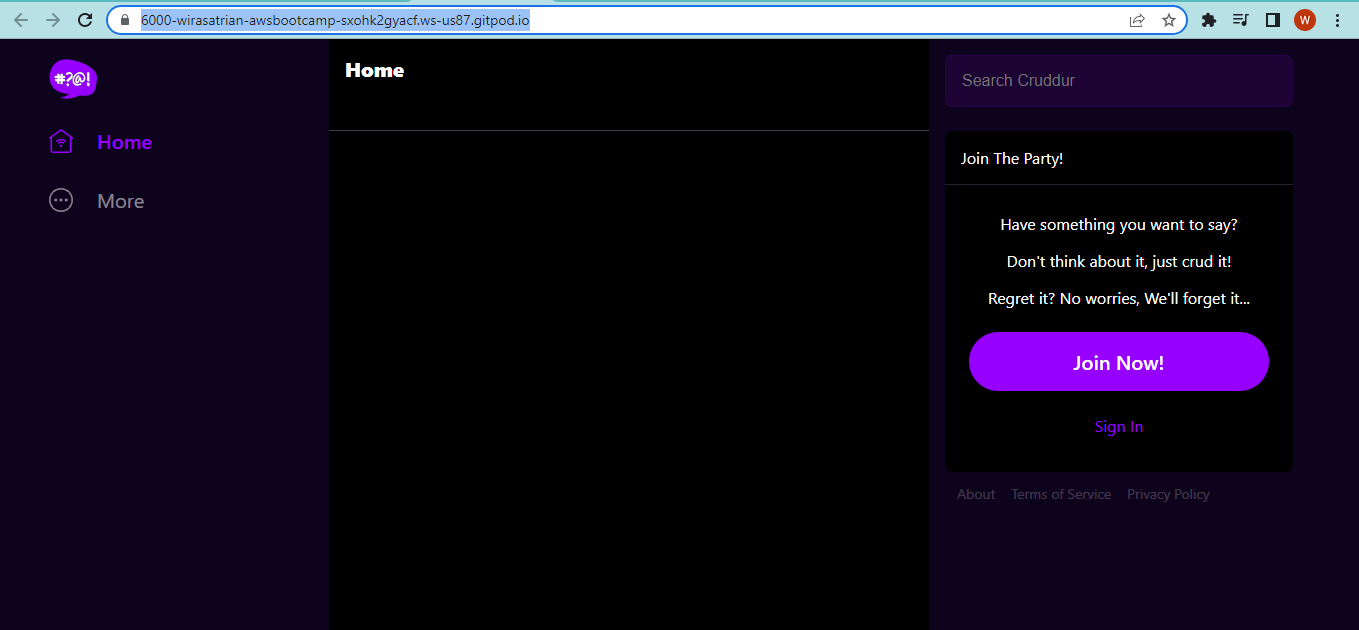 6000-wirasatrian-awsbootcamp-sxohk2gyacf.ws-us87.gitpod.io
W
#?@!
Home
More
Home
Search Cruddur
Join The Party!
Have something you want to say?
Don't think about it, just crud it!
Regret it? No worries, We'll forget it...
Join Now!
Sign In
About Terms of Service Privacy Policy